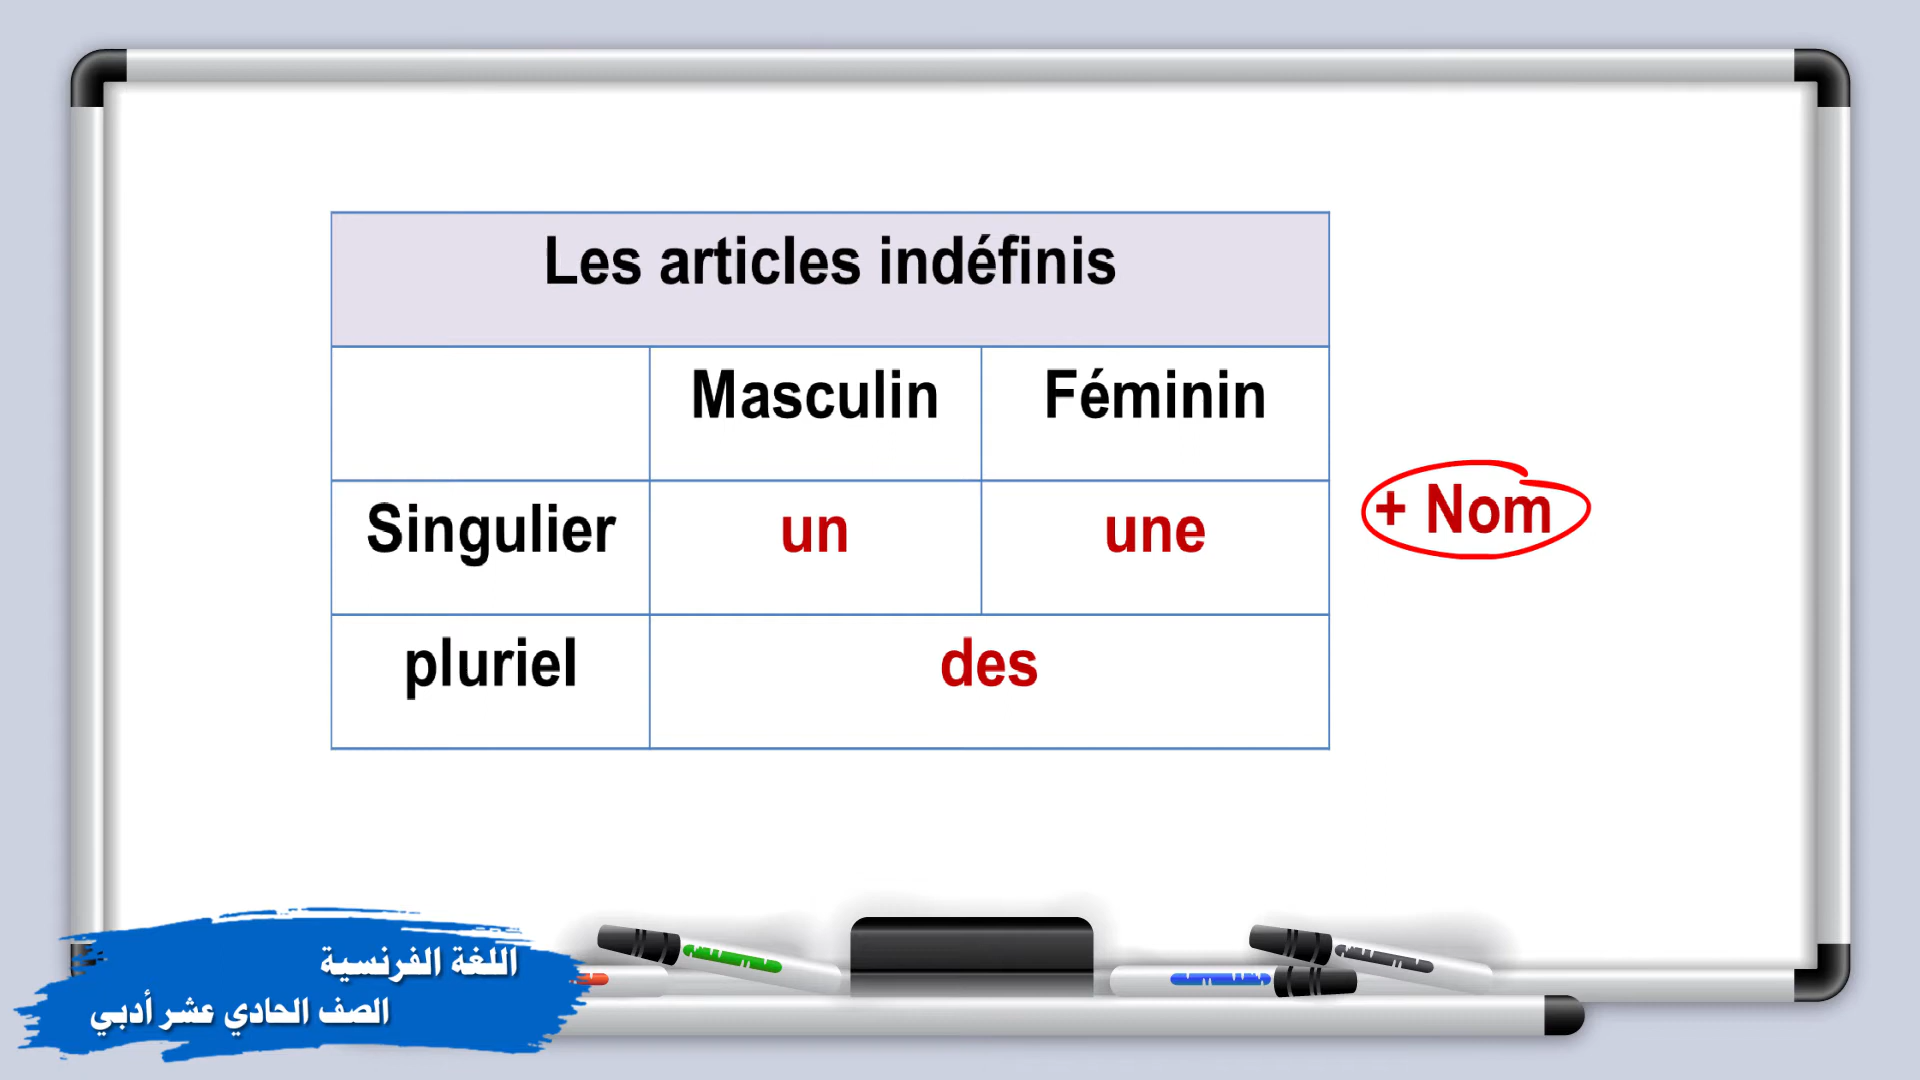 Les articles indéfinis
Masculin Féminin
Singulier un une
+ Nom
pluriel des
اللغة الفرنسية
الصف الحادي عشر أدبي